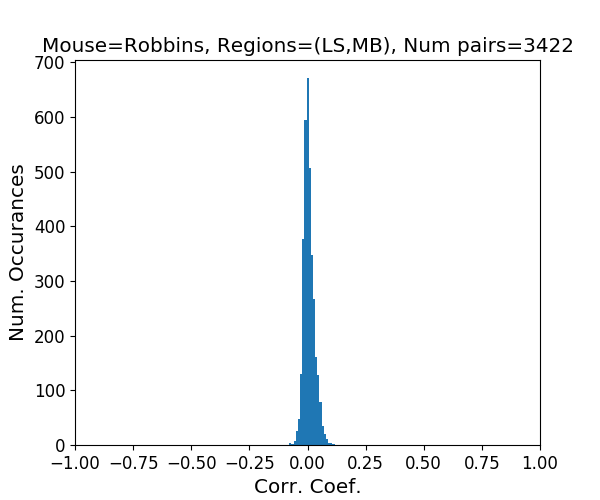 Mouse=Robbins, Regions=(LS,MB), Num pairs=3422
700
600
500
400
300
200
100
0
Num. Occurances
−1.00 −0.75 −0.50 −0.25 0.00 0.25 0.50 0.75 1.00
Corr. Coef.